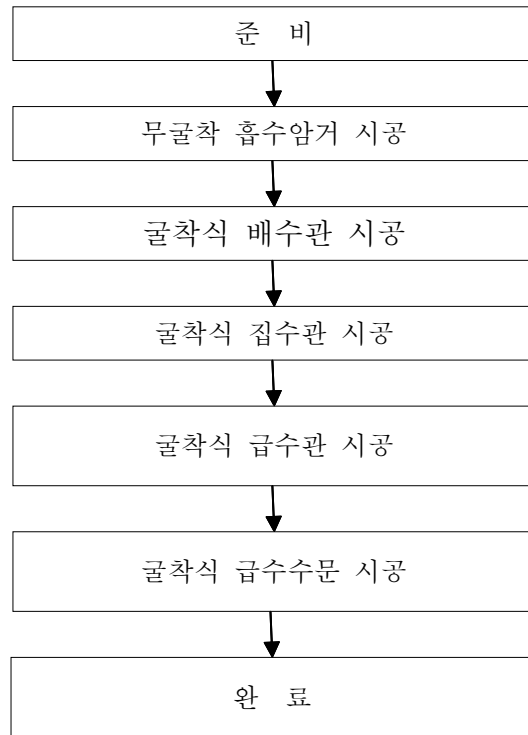 준 비
무굴착 흡수암거 시공
굴착식 배수관 시공
굴착식 집수관 시공
굴착식 급수관 시공
굴착식 급수수문 시공
완 료